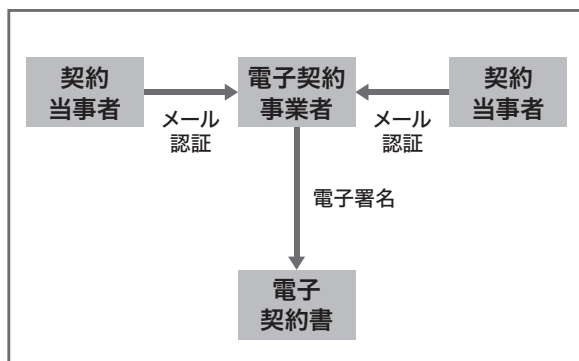 契約
当事者
電子契約
事業者
契約
当事者
メール
認証
メール
認証
電子署名
電子
契約書